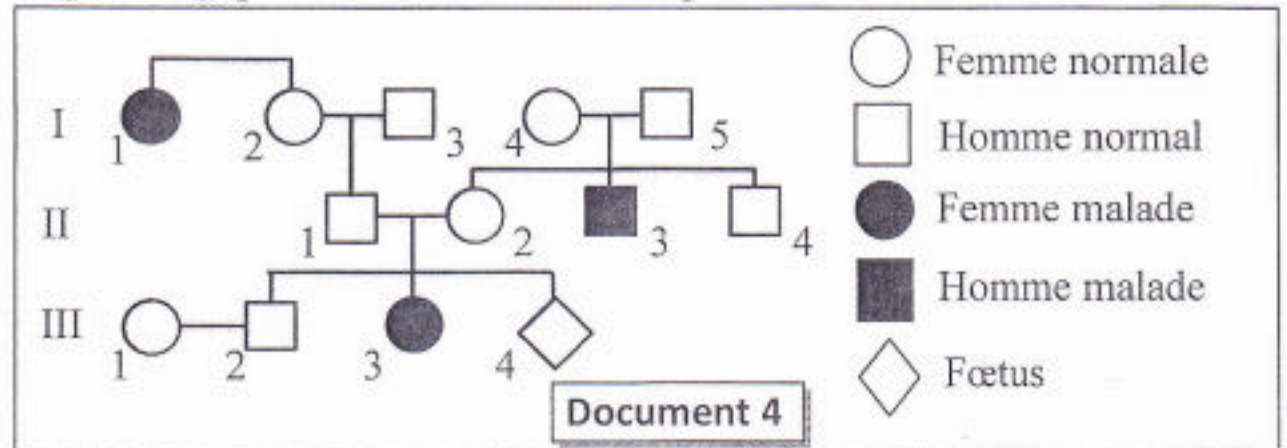 Femme normale
I
1 2 3 4 5
Homme normal
Femme malade
II
1 2 3 4
Homme malade
III
1 2 3 4
Fœtus
Document 4